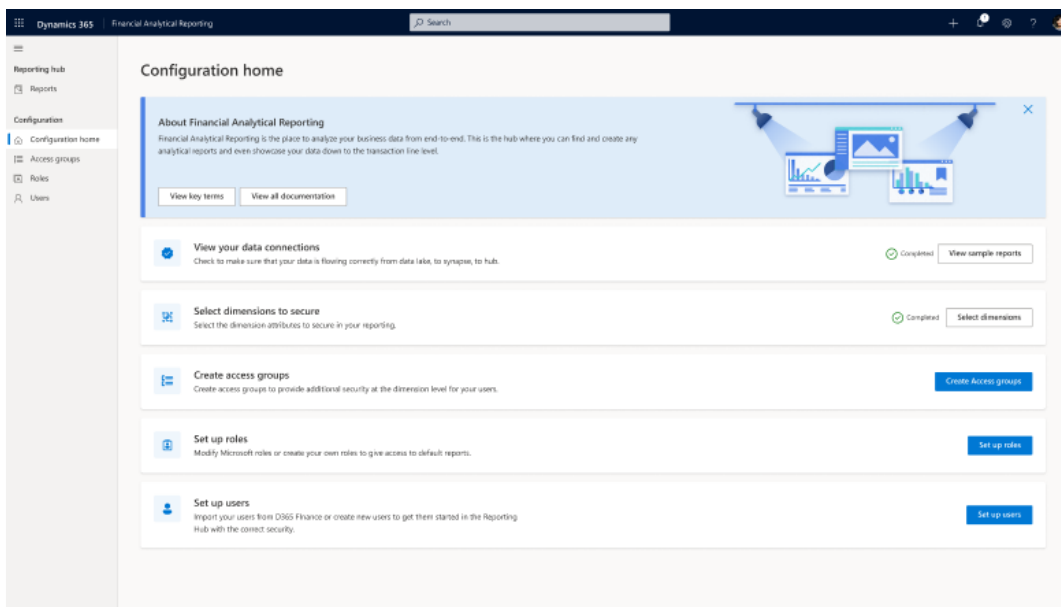 Dynamics 365
Financial Analytical Reporting
Search
1
?
Reporting hub
Reports
Configuration
Configuration home
Access groups
Roles
Users
Configuration home
About Financial Analytical Reporting
Financial Analytical Reporting is the place to analyze your business data from end-to-end. This is the hub where you can find and create any
analytical reports and even showcase your data down to the transaction line level.
View key terms
View all documentation
View your data connections
Check to make sure that your data is flowing correctly from data lake, to synapse, to hub.
Completed
View sample reports
Select dimensions to secure
Select the dimension attributes to secure in your reporting.
Completed
Select dimensions
Create access groups
Create access groups to provide additional security at the dimension level for your users.
Create Access groups
Set up roles
Modify Microsoft roles or create your own roles to give access to default reports.
Set up roles
Set up users
Import your users from D365 Finance or create new users to get them started in the Reporting
Hub with the correct security.
Set up users